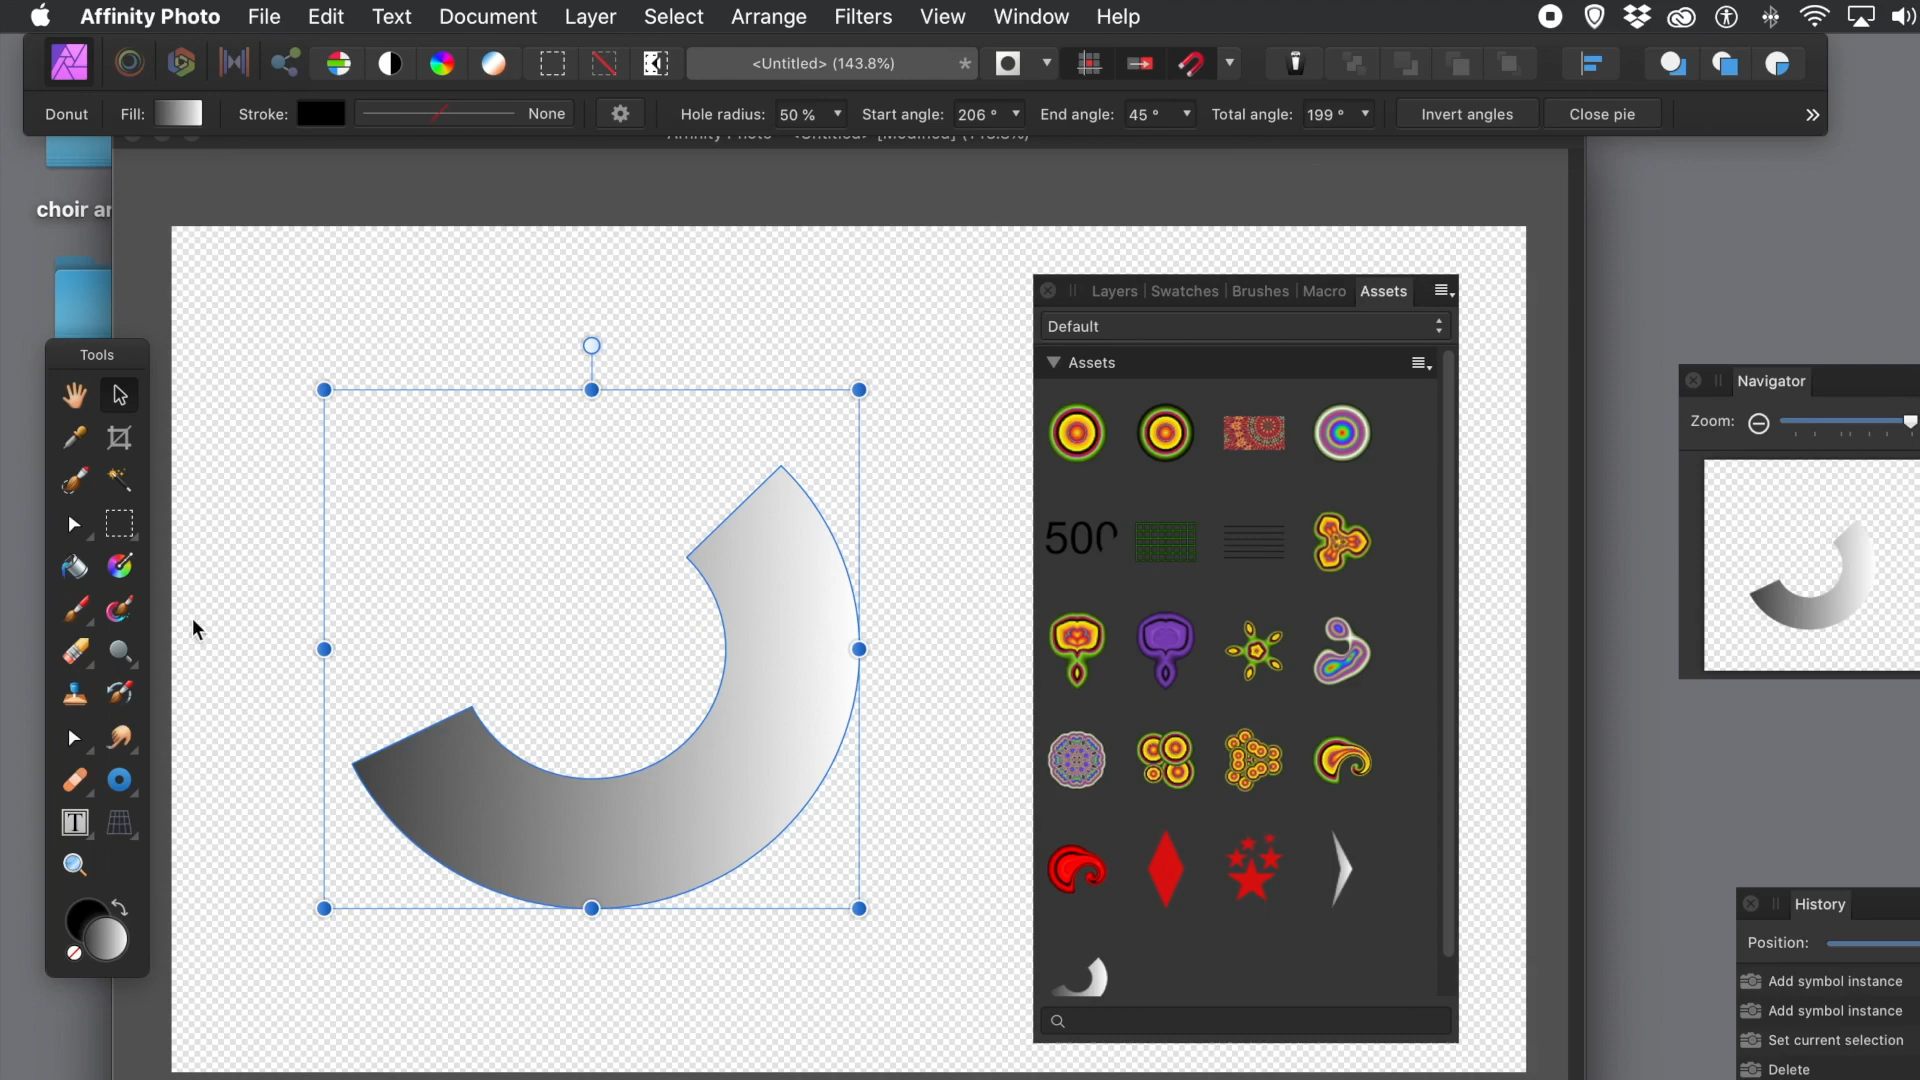 Affinity Photo File Edit Text Document Layer Select Arrange Filters View Window Help
<Untitled> (143.8%) *
Donut Fill: Stroke: None Hole radius: 50 % Start angle: 206 ° End angle: 45 ° Total angle: 199 ° Invert angles Close pie
choir ar
Tools
T
Layers Swatches Brushes Macro Assets
Default
Assets
500
Navigator
Zoom:
History
Position:
Add symbol instance
Add symbol instance
Set current selection
Delete